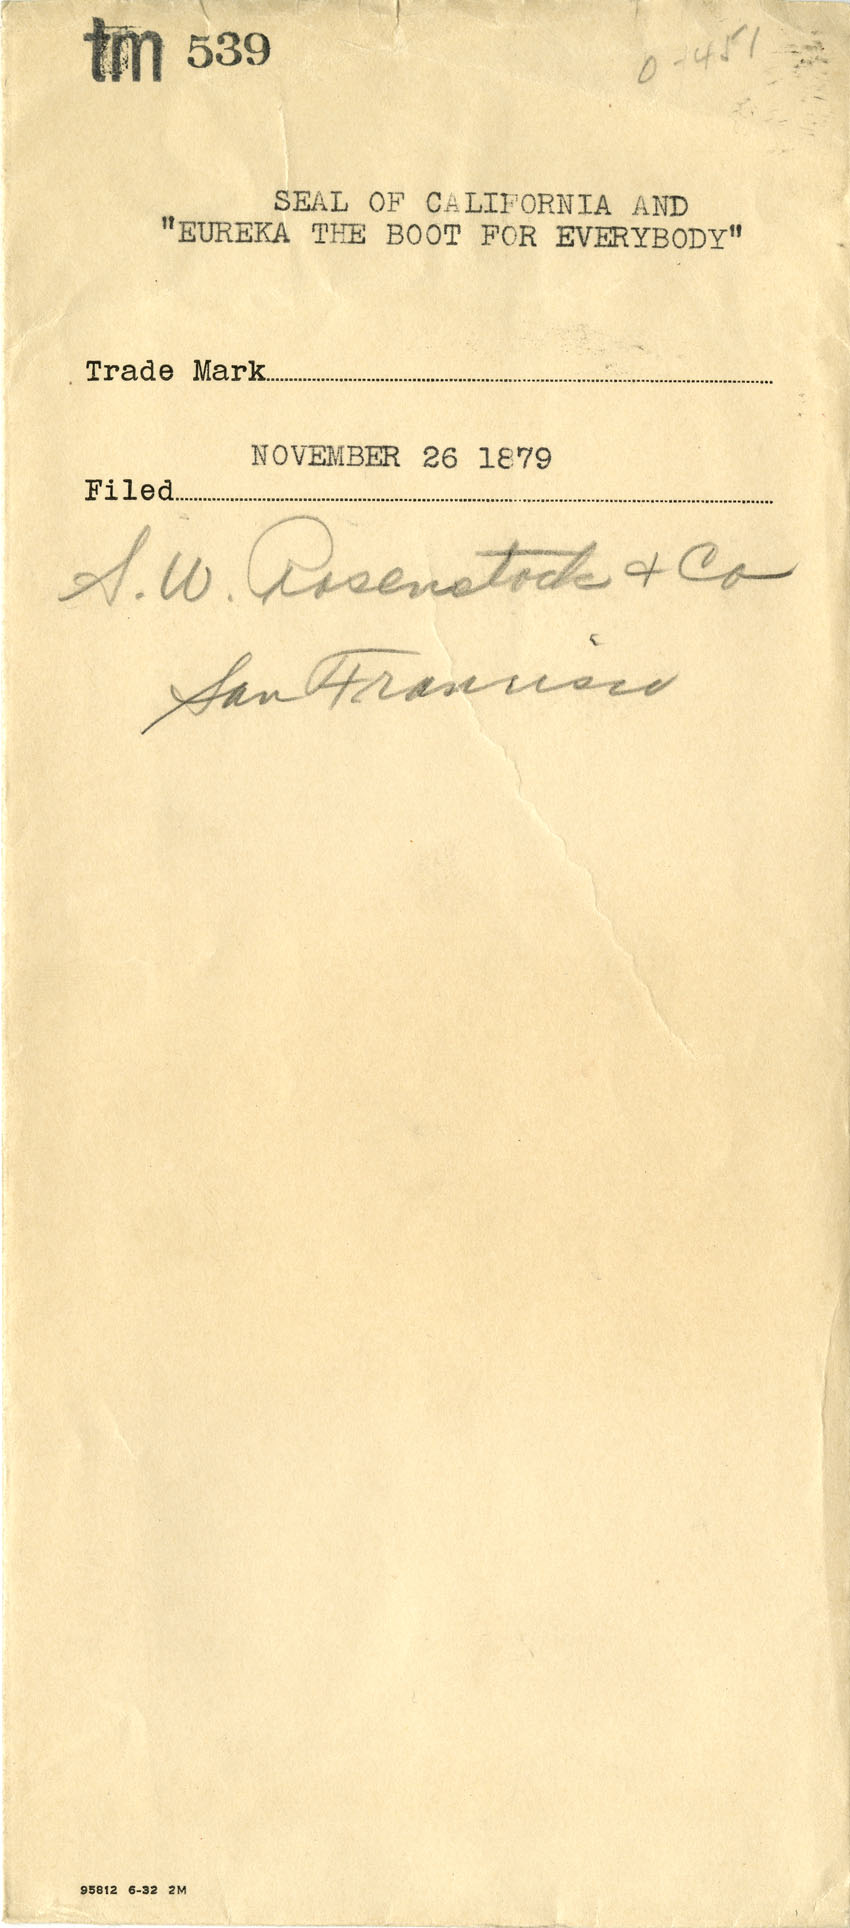 tm 539
0-451
SEAL OF CALIFORNIA AND
"EUREKA THE BOOT FOR EVERYBODY"
Trade Mark
NOVEMBER 26 1879
Filed
S. W. Rosenstock & Co
San Francisco
95812 6-32 2M